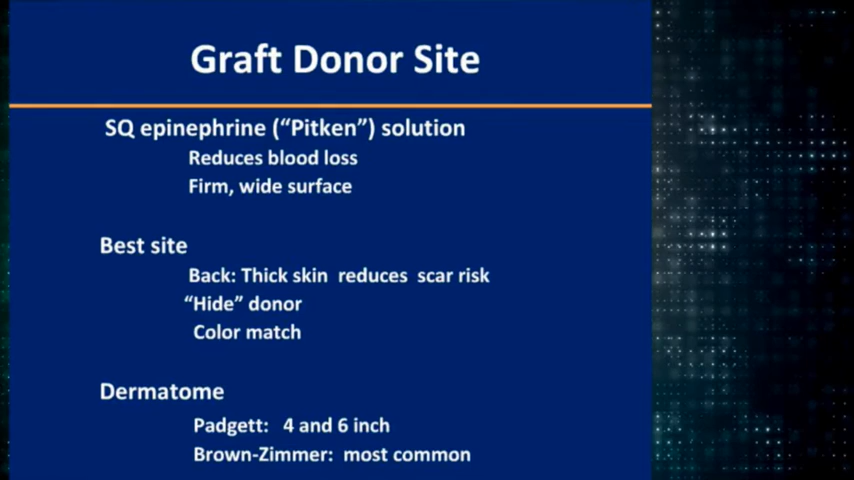 Graft Donor Site
SQ epinephrine (“Pitken”) solution
Reduces blood loss
Firm, wide surface
Best site
Back: Thick skin reduces scar risk
“Hide” donor
Color match
Dermatome
Padgett: 4 and 6 inch
Brown-Zimmer: most common